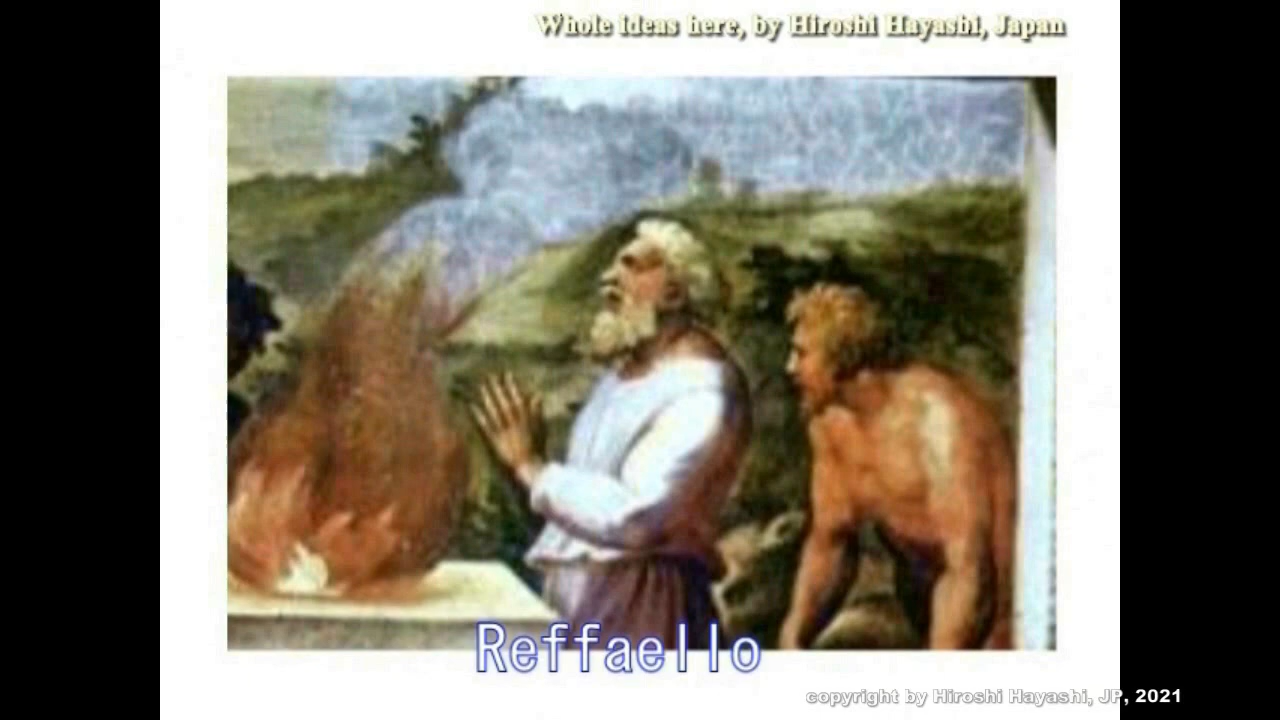 Whole ideas here, by Hiroshi Hayashi, Japan
Reffaello
copyright by Hiroshi Hayashi, JP, 2021